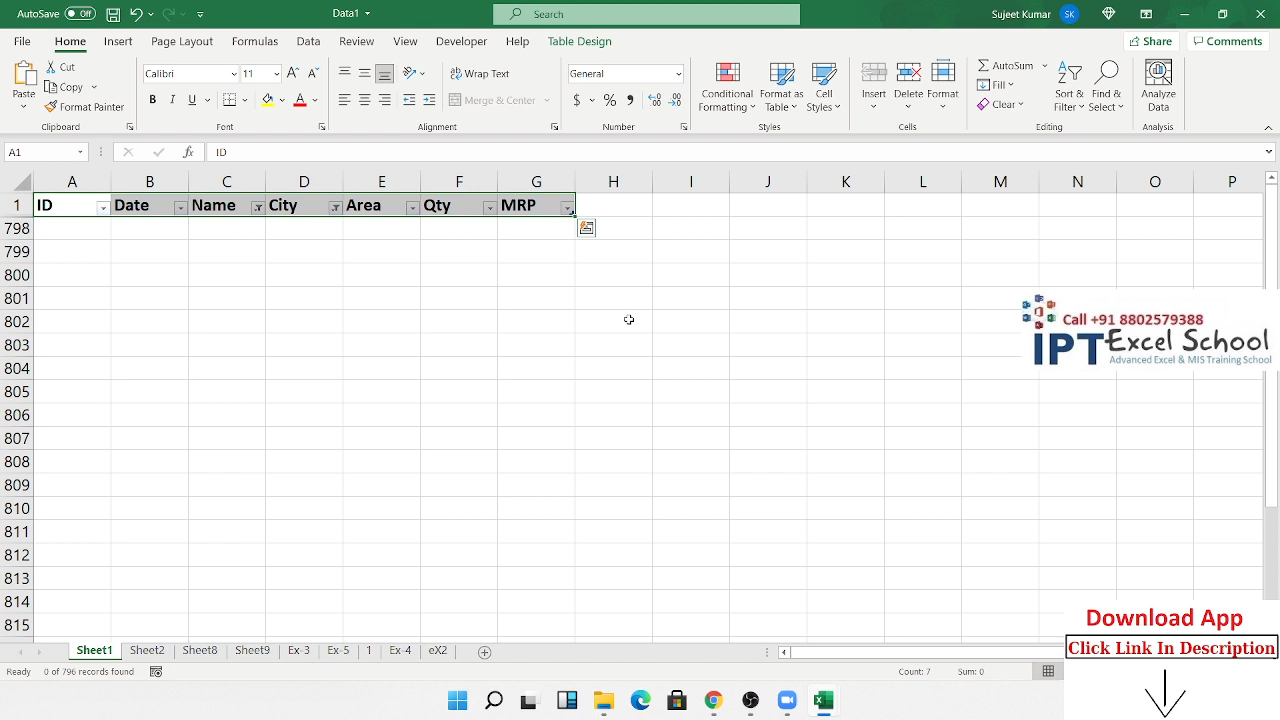 AutoSave Off Data1 Search Sujeet Kumar SK
File Home Insert Page Layout Formulas Data Review View Developer Help Table Design Share Comments
Paste Cut Copy Format Painter Clipboard
Calibri 11 B I U A Font
Wrap Text Merge & Center Alignment
General $ % , Number
Conditional Formatting Format as Table Cell Styles Styles
Insert Delete Format Cells
AutoSum Fill Clear Sort & Filter Find & Select Editing
Analyze Data Analysis
A1 fx ID
A B C D E F G H I J K L M N O P
1 ID Date Name City Area Qty MRP
798
799
800
801
802
803
804
805
806
807
808
809
810
811
812
813
814
815
Call +91 8802579388
IPT Excel School
Advanced Excel & MIS Training School
Download App
Click Link In Description
Sheet1 Sheet2 Sheet8 Sheet9 Ex-3 Ex-5 1 Ex-4 eX2
Ready 0 of 796 records found Count: 7 Sum: 0